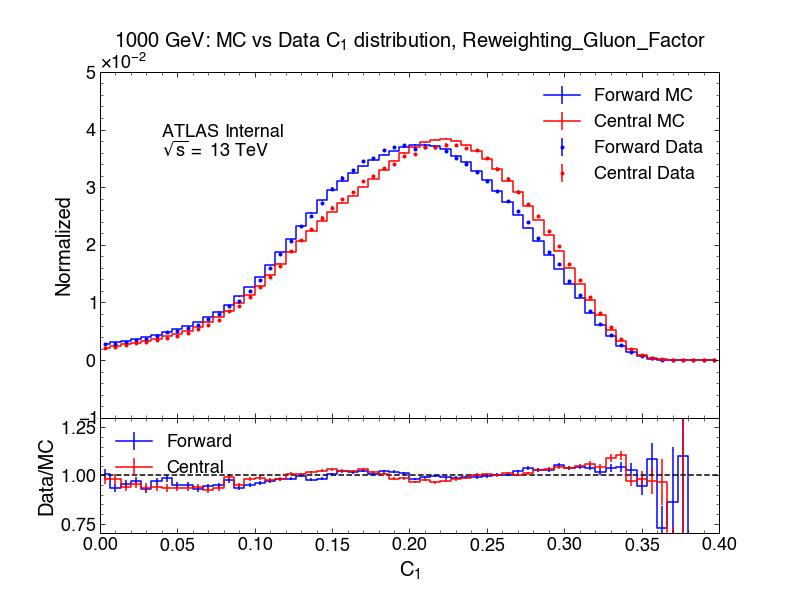 1000 GeV: MC vs Data C₁ distribution, Reweighting_Gluon_Factor
×10⁻²
5
4
3
2
1
0
−1
Normalized
ATLAS Internal
√s = 13 TeV
Forward MC
Central MC
Forward Data
Central Data
1.25
1.00
0.75
Data/MC
Forward
Central
0.00 0.05 0.10 0.15 0.20 0.25 0.30 0.35 0.40
C₁